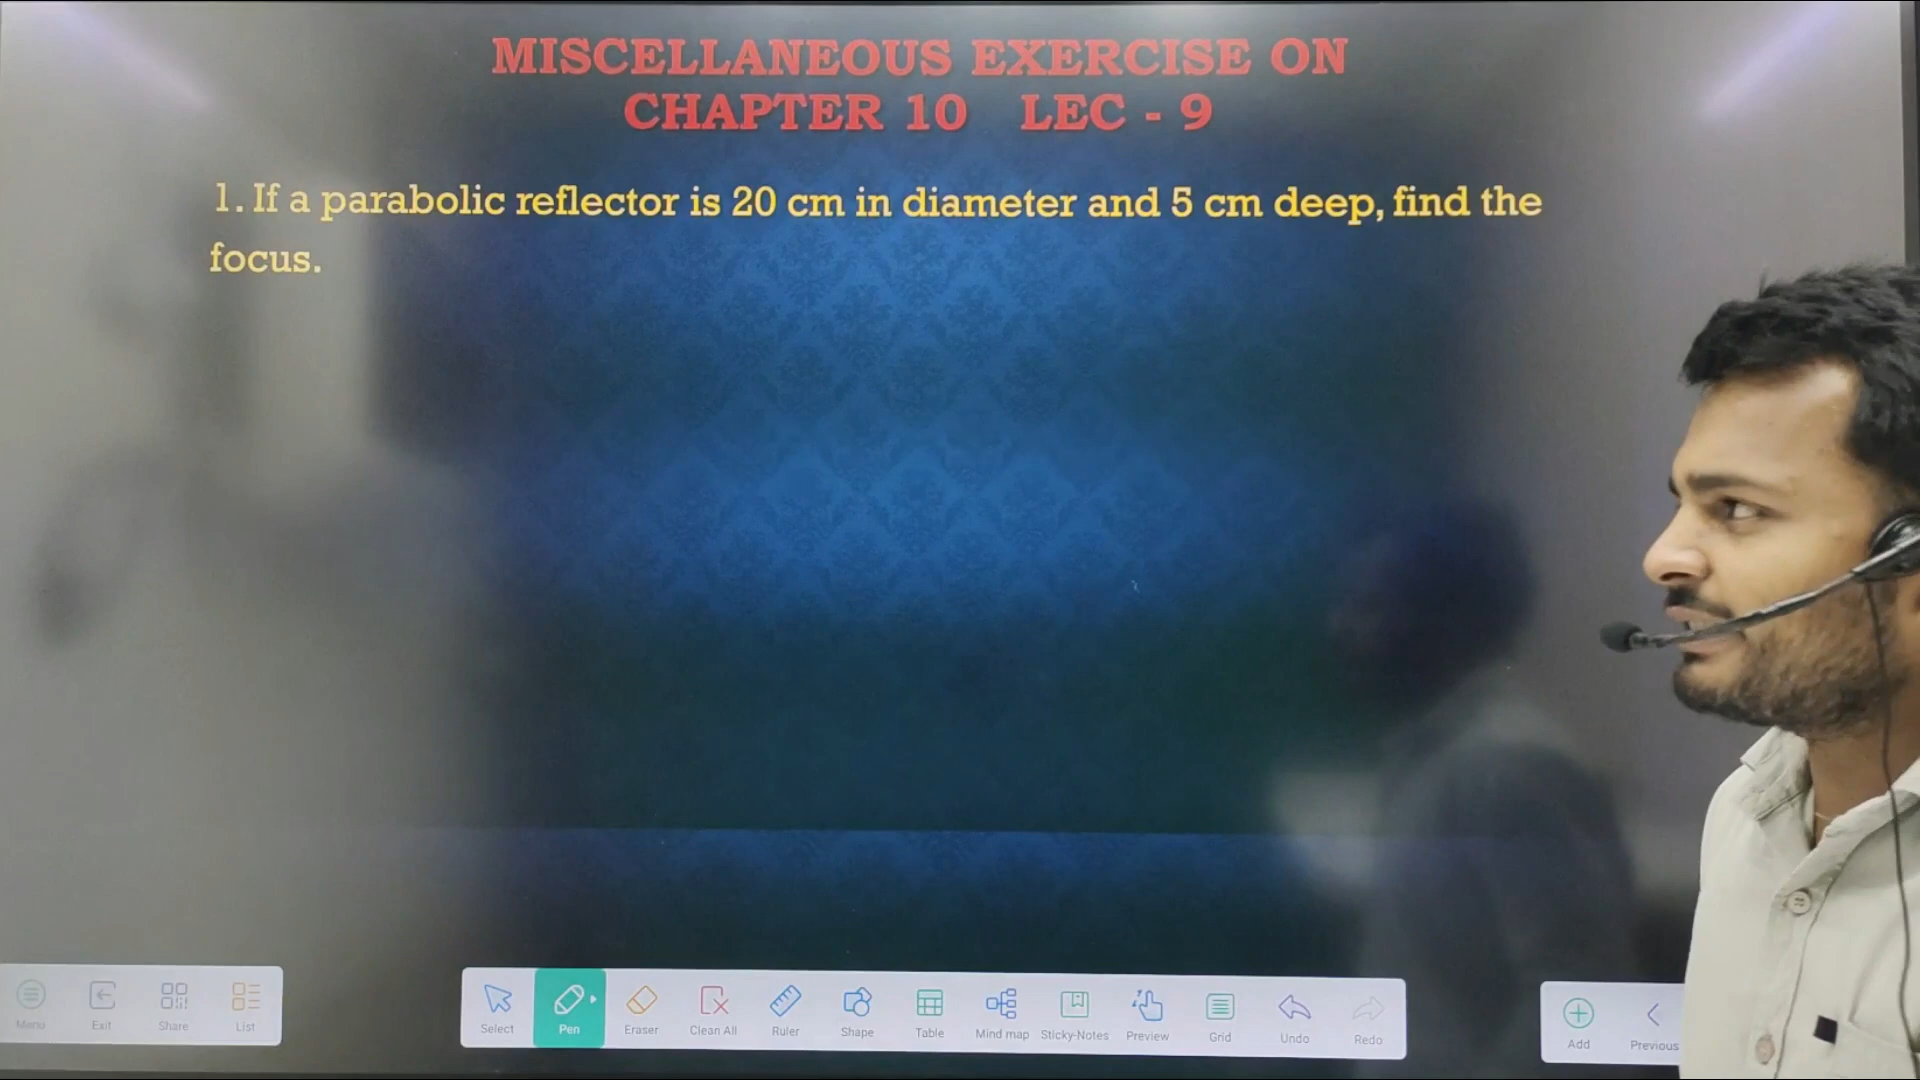 MISCELLANEOUS EXERCISE ON
CHAPTER 10 LEC - 9
1. If a parabolic reflector is 20 cm in diameter and 5 cm deep, find the
focus.
Menu Exit Share List
Select Pen Eraser Clean All Ruler Shape Table Mind map Sticky-Notes Preview Grid Undo Redo
Add Previous